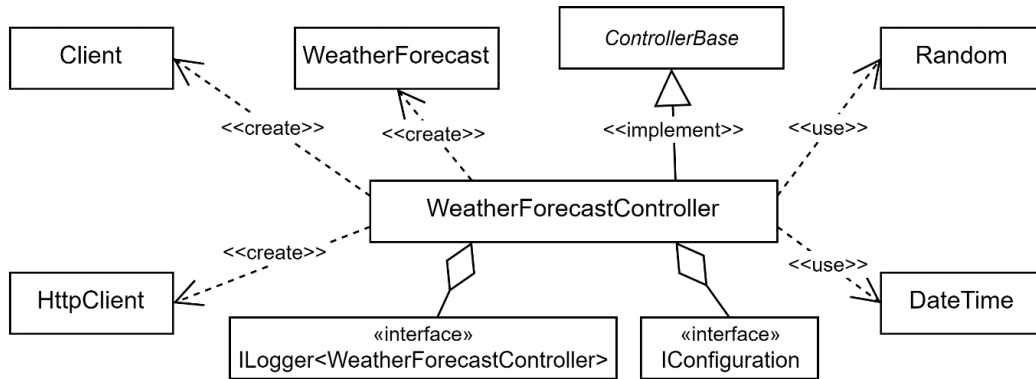 Client
WeatherForecast
ControllerBase
Random
<<create>>
<<create>>
<<implement>>
<<use>>
WeatherForecastController
<<create>>
<<use>>
HttpClient
DateTime
«interface»
ILogger<WeatherForecastController>
«interface»
IConfiguration